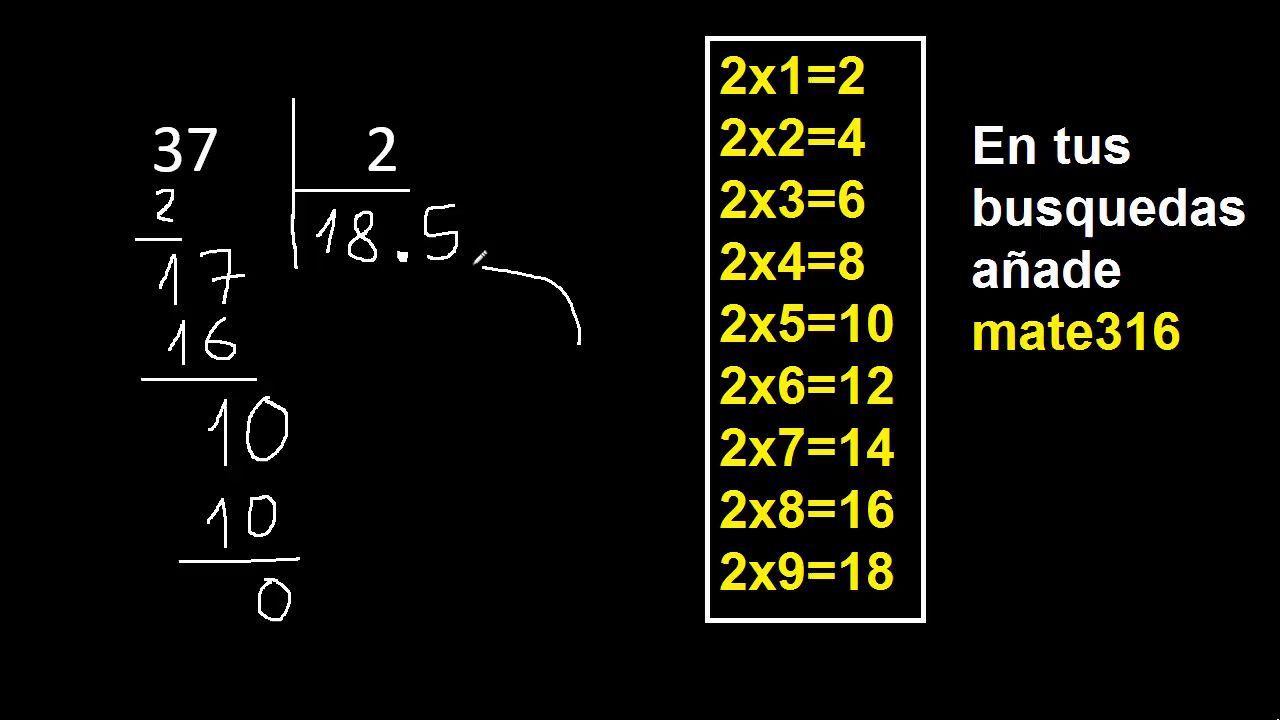 37 2
2 18.5
17
16
10
10
0
2x1=2
2x2=4
2x3=6
2x4=8
2x5=10
2x6=12
2x7=14
2x8=16
2x9=18
En tus
busquedas
añade
mate316